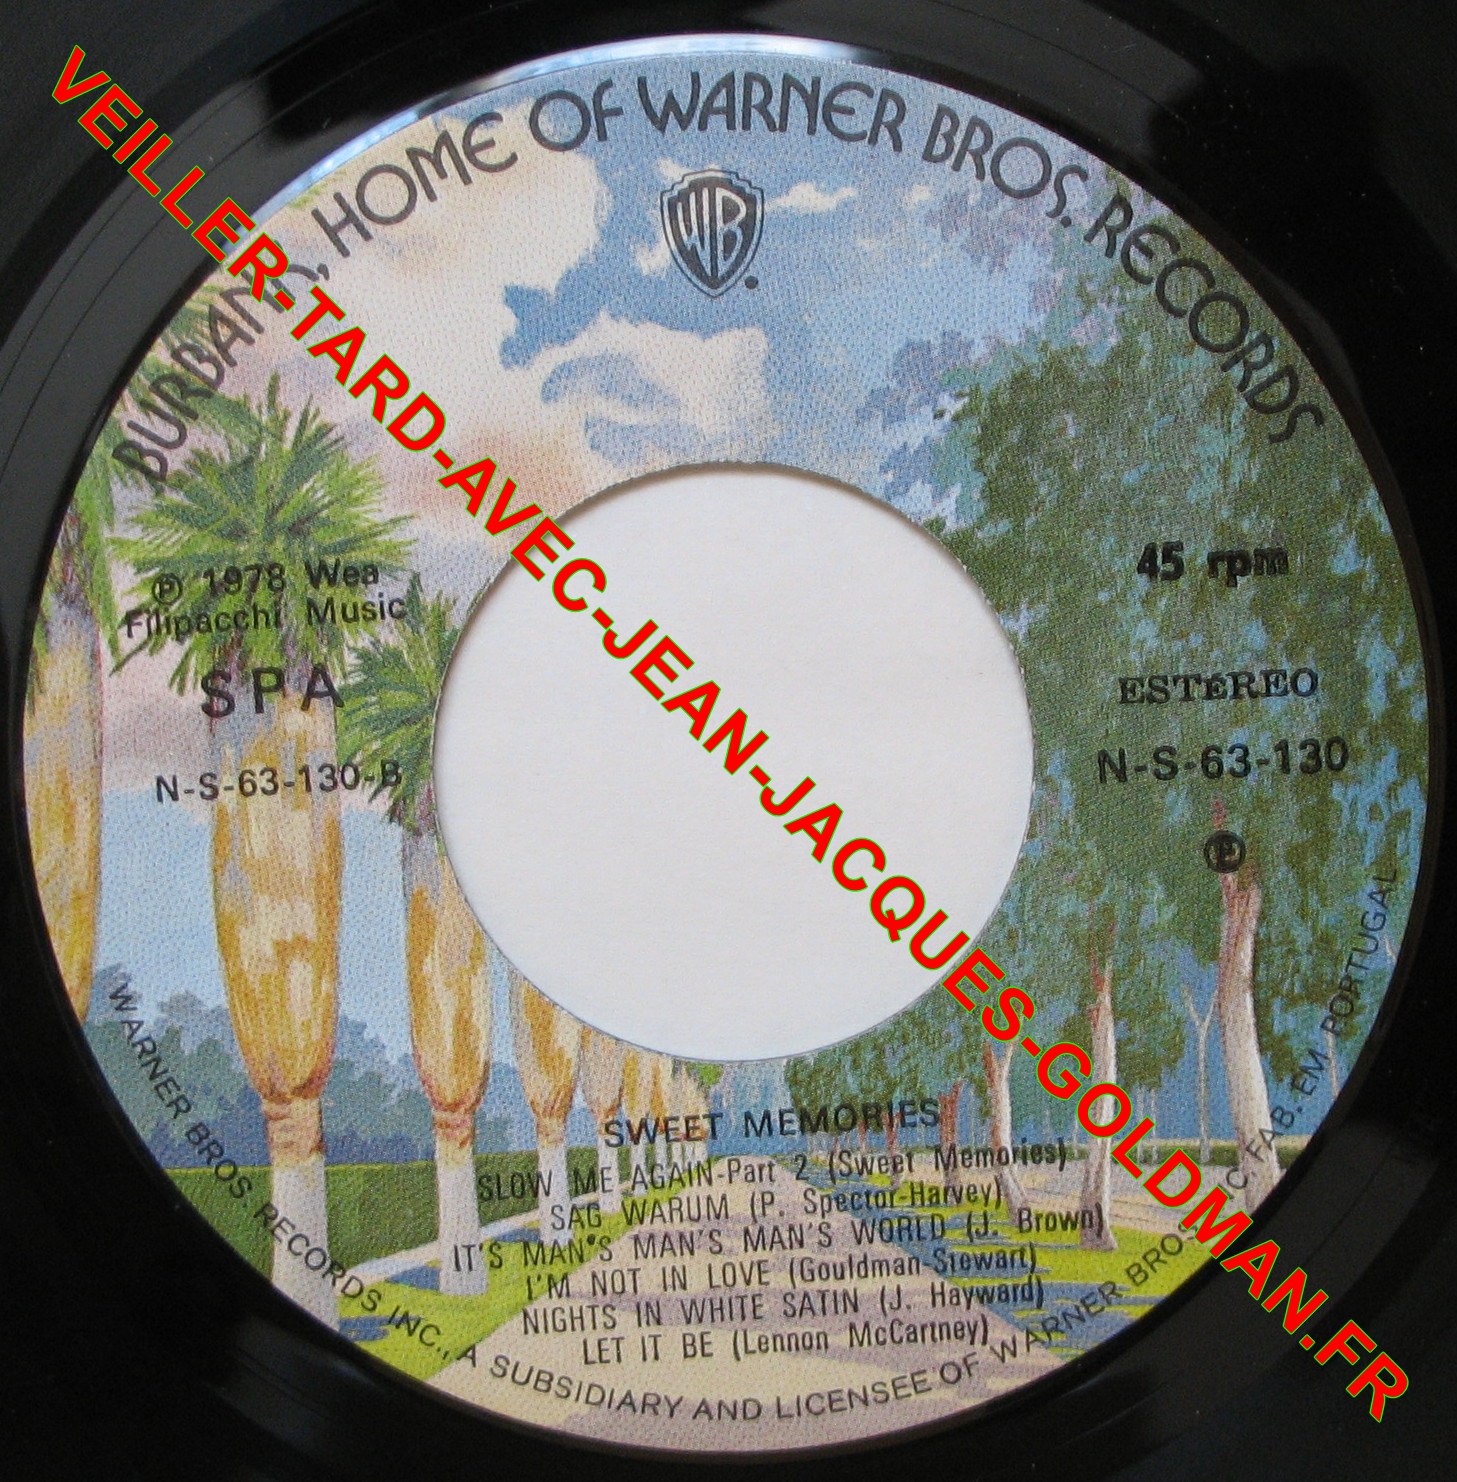 BURBANK, HOME OF WARNER BROS. RECORDS
WB
VEILLER-TARD-AVEC-JEAN-JACQUES-GOLDMAN.FR
℗ 1978 Wea
Filipacchi Music
SPA
N-S-63-130-B
45 rpm
ESTéREO
N-S-63-130
Ⓔ
SWEET MEMORIES
SLOW ME AGAIN-Part 2 (Sweet Memories)
SAG WARUM (P. Spector-Harvey)
IT'S MAN'S MAN'S MAN'S WORLD (J. Brown)
I'M NOT IN LOVE (Gouldman-Stewart)
NIGHTS IN WHITE SATIN (J. Hayward)
LET IT BE (Lennon McCartney)
WARNER BROS. RECORDS INC., A SUBSIDIARY AND LICENSEE OF WARNER BROS. INC. FAB. EM PORTUGAL